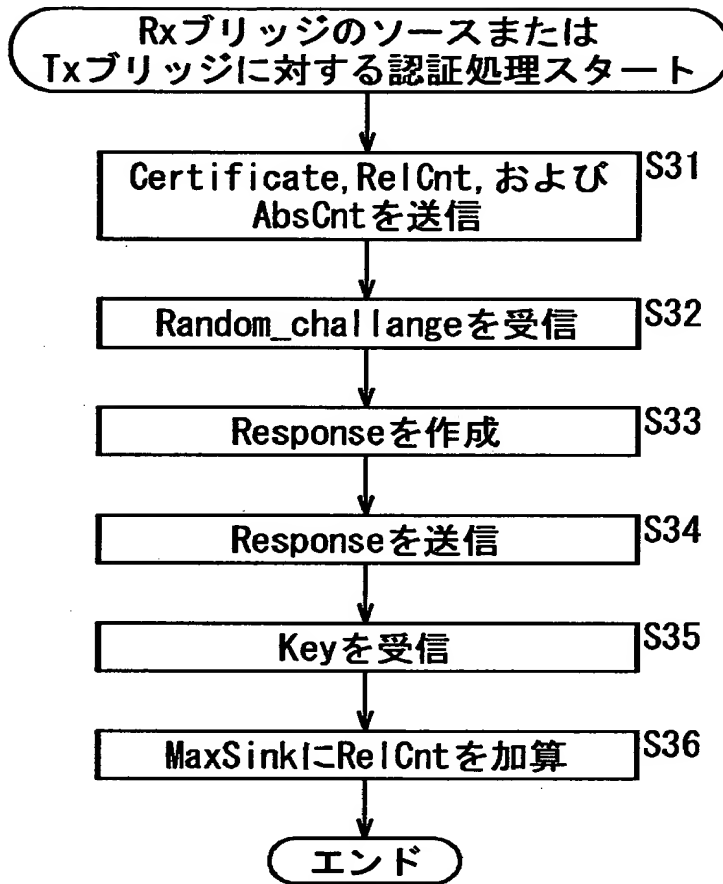 Rxブリッジのソースまたは
Txブリッジに対する認証処理スタート
Certificate,RelCnt,および
AbsCntを送信
S31
Random_challangeを受信
S32
Responseを作成
S33
Responseを送信
S34
Keyを受信
S35
MaxSinkにRelCntを加算
S36
エンド